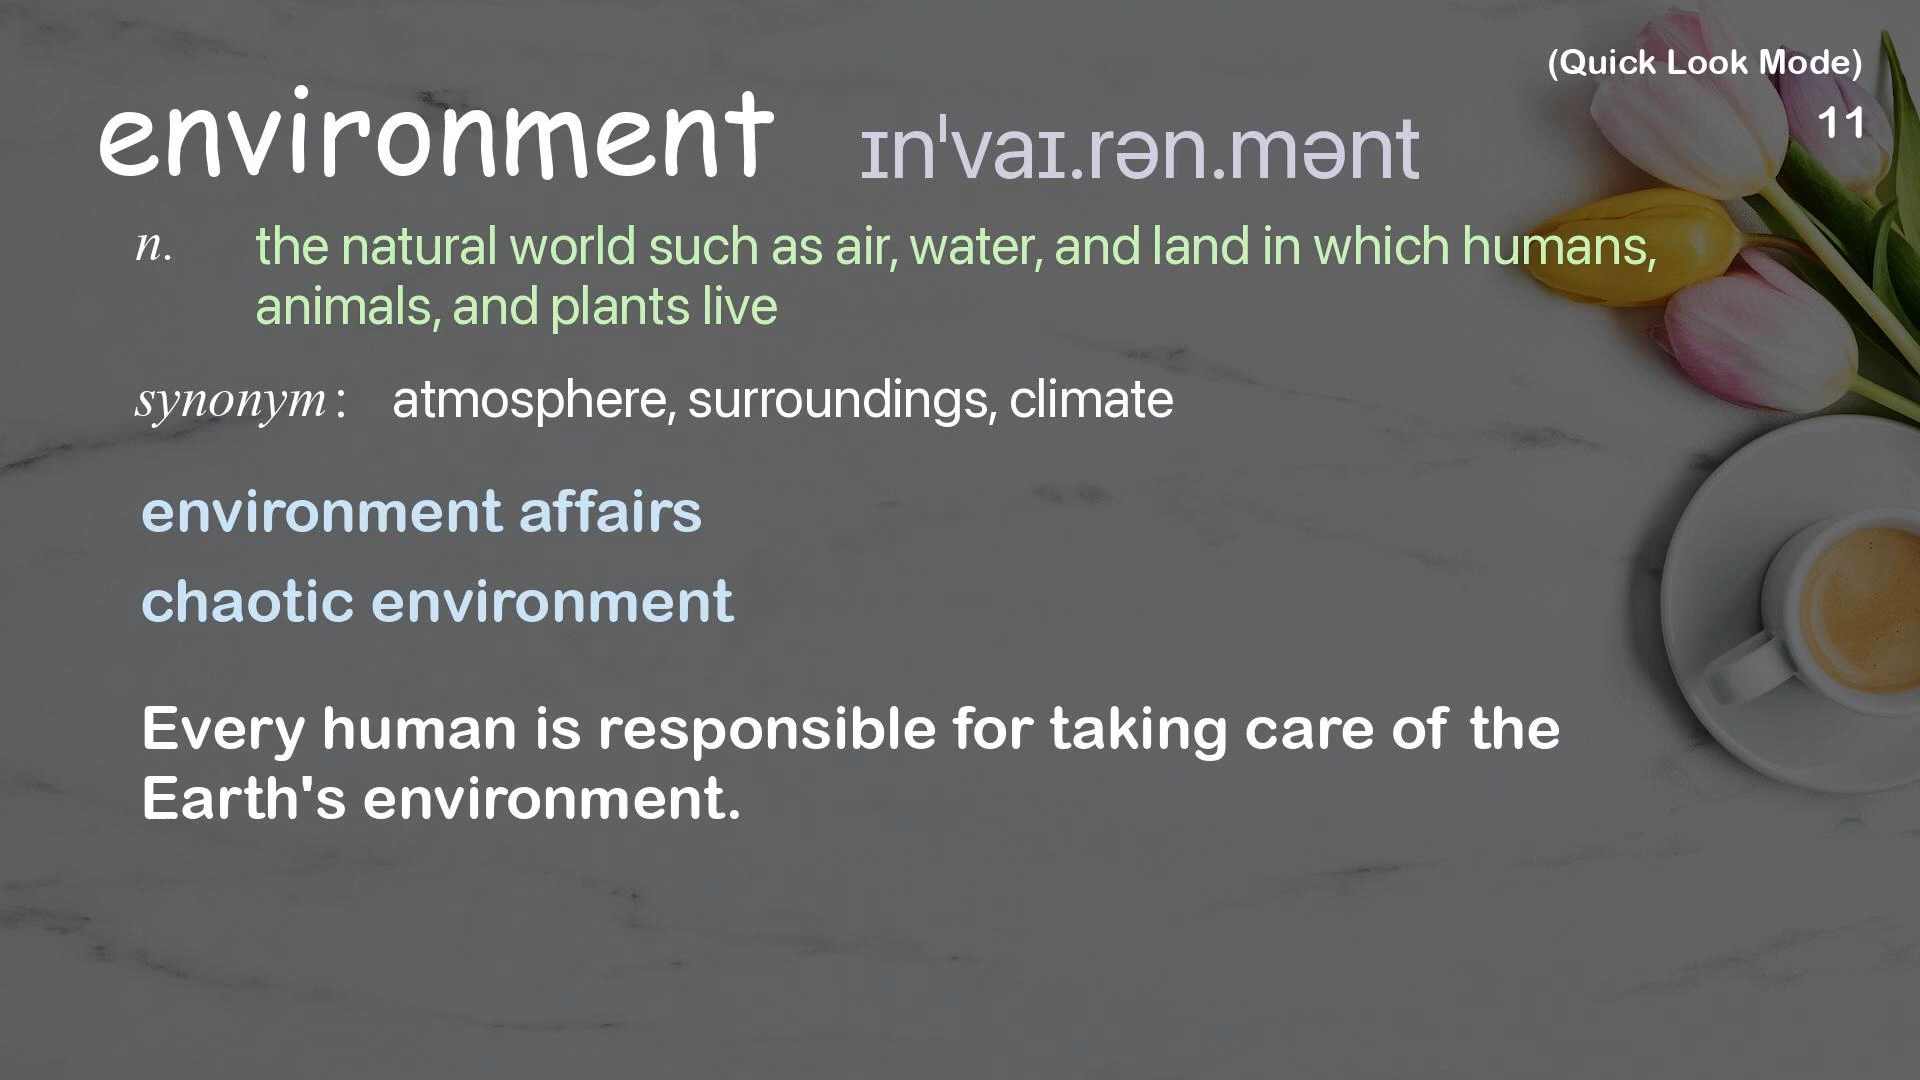 (Quick Look Mode)
environment ɪnˈvaɪ.rən.mənt 11
n. the natural world such as air, water, and land in which humans,
animals, and plants live
synonym: atmosphere, surroundings, climate
environment affairs
chaotic environment
Every human is responsible for taking care of the
Earth's environment.